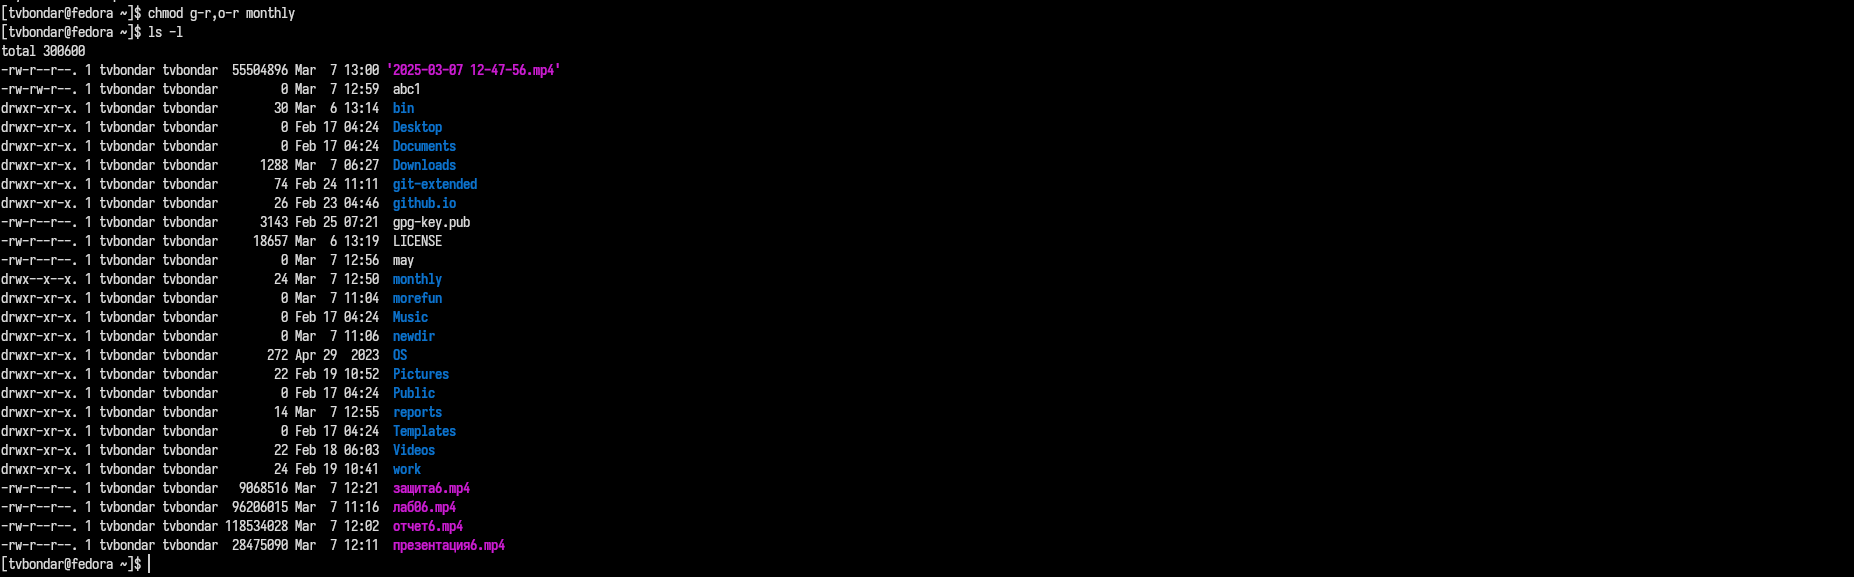 [tvbondar@fedora ~]$ chmod g-r,o-r monthly
[tvbondar@fedora ~]$ ls -l
total 300600
-rw-r--r--. 1 tvbondar tvbondar  55504896 Mar  7 13:00 '2025-03-07 12-47-56.mp4'
-rw-rw-r--. 1 tvbondar tvbondar         0 Mar  7 12:59  abc1
drwxr-xr-x. 1 tvbondar tvbondar        30 Mar  6 13:14  bin
drwxr-xr-x. 1 tvbondar tvbondar         0 Feb 17 04:24  Desktop
drwxr-xr-x. 1 tvbondar tvbondar         0 Feb 17 04:24  Documents
drwxr-xr-x. 1 tvbondar tvbondar      1288 Mar  7 06:27  Downloads
drwxr-xr-x. 1 tvbondar tvbondar        74 Feb 24 11:11  git-extended
drwxr-xr-x. 1 tvbondar tvbondar        26 Feb 23 04:46  github.io
-rw-r--r--. 1 tvbondar tvbondar      3143 Feb 25 07:21  gpg-key.pub
-rw-r--r--. 1 tvbondar tvbondar     18657 Mar  6 13:19  LICENSE
-rw-r--r--. 1 tvbondar tvbondar         0 Mar  7 12:56  may
drwx--x--x. 1 tvbondar tvbondar        24 Mar  7 12:50  monthly
drwxr-xr-x. 1 tvbondar tvbondar         0 Mar  7 11:04  morefun
drwxr-xr-x. 1 tvbondar tvbondar         0 Feb 17 04:24  Music
drwxr-xr-x. 1 tvbondar tvbondar         0 Mar  7 11:06  newdir
drwxr-xr-x. 1 tvbondar tvbondar       272 Apr 29  2023  OS
drwxr-xr-x. 1 tvbondar tvbondar        22 Feb 19 10:52  Pictures
drwxr-xr-x. 1 tvbondar tvbondar         0 Feb 17 04:24  Public
drwxr-xr-x. 1 tvbondar tvbondar        14 Mar  7 12:55  reports
drwxr-xr-x. 1 tvbondar tvbondar         0 Feb 17 04:24  Templates
drwxr-xr-x. 1 tvbondar tvbondar        22 Feb 18 06:03  Videos
drwxr-xr-x. 1 tvbondar tvbondar        24 Feb 19 10:41  work
-rw-r--r--. 1 tvbondar tvbondar   9068516 Mar  7 12:21  защита6.mp4
-rw-r--r--. 1 tvbondar tvbondar  96206015 Mar  7 11:16  лаб06.mp4
-rw-r--r--. 1 tvbondar tvbondar 118534028 Mar  7 12:02  отчет6.mp4
-rw-r--r--. 1 tvbondar tvbondar  28475090 Mar  7 12:11  презентация6.mp4
[tvbondar@fedora ~]$